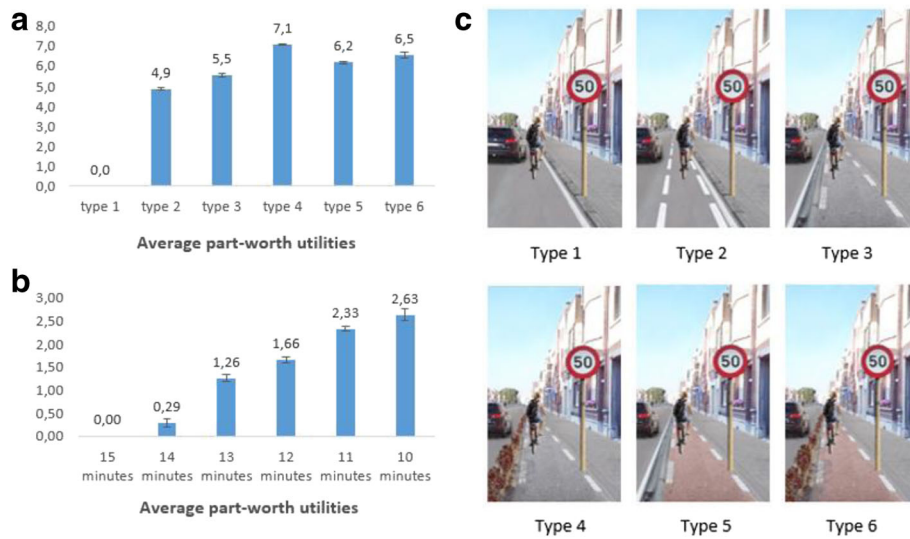 a
8,0
7,0
6,0
5,0
4,0
3,0
2,0
1,0
0,0
0,0
4,9
5,5
7,1
6,2
6,5
type 1 type 2 type 3 type 4 type 5 type 6
Average part-worth utilities
b
3,00
2,50
2,00
1,50
1,00
0,50
0,00
0,00
0,29
1,26
1,66
2,33
2,63
15 14 13 12 11 10
minutes minutes minutes minutes minutes minutes
Average part-worth utilities
c
50 50 50
Type 1 Type 2 Type 3
50 50 50
Type 4 Type 5 Type 6